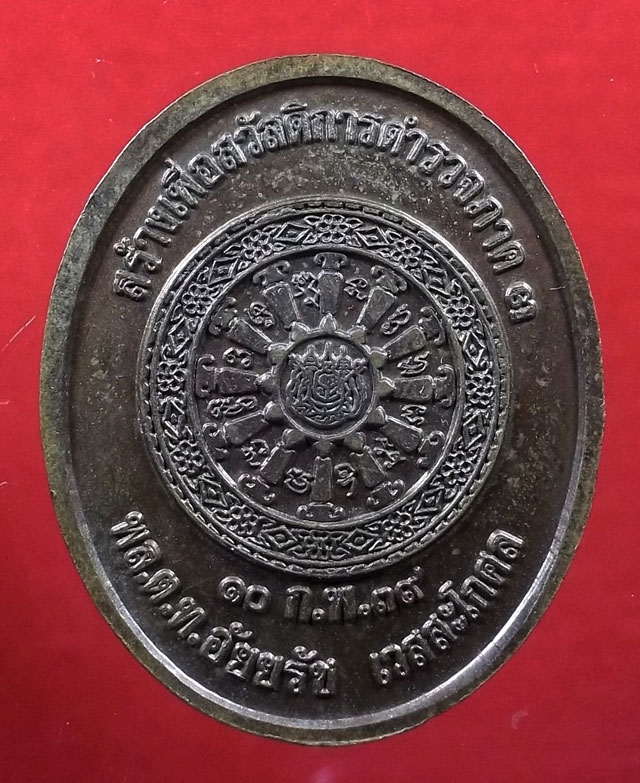 สร้างเพื่อสวัสดิการตำรวจภาค ๓
๑๐ ก.พ.๓๙
พล.ต.ท.อัยยรัช เวสสะโกศล